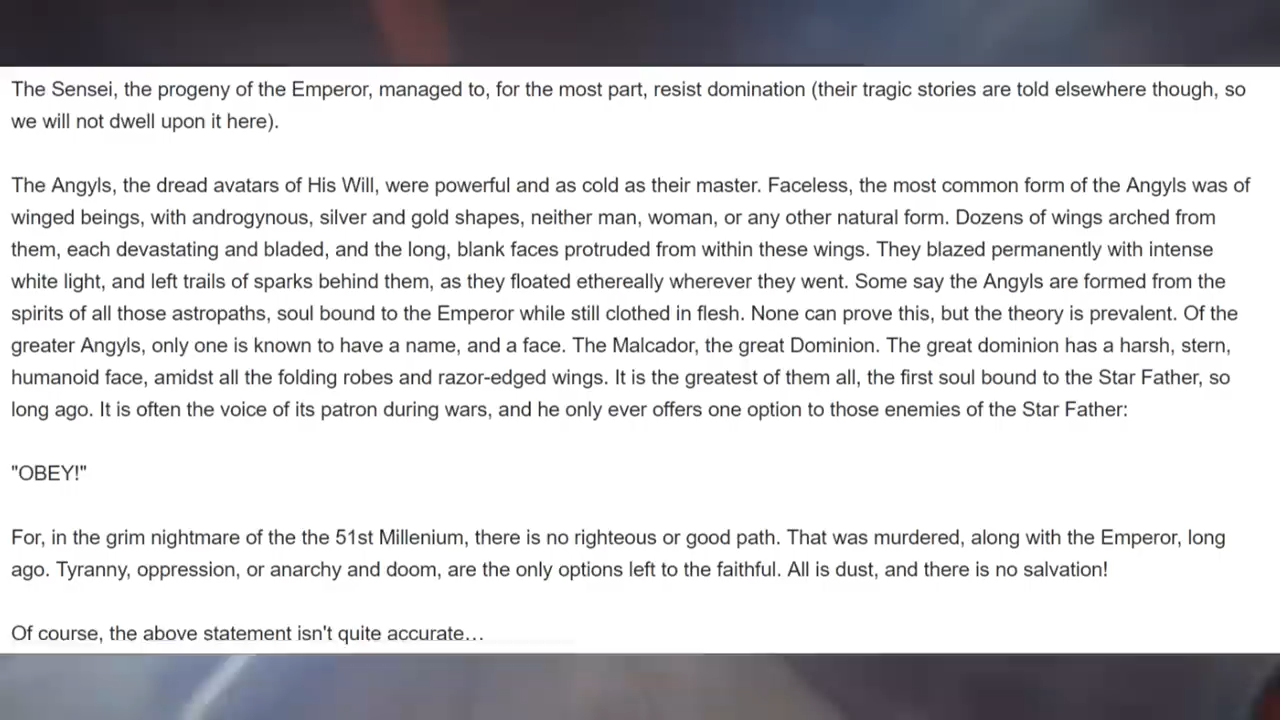 The Sensei, the progeny of the Emperor, managed to, for the most part, resist domination (their tragic stories are told elsewhere though, so
we will not dwell upon it here).
The Angyls, the dread avatars of His Will, were powerful and as cold as their master. Faceless, the most common form of the Angyls was of
winged beings, with androgynous, silver and gold shapes, neither man, woman, or any other natural form. Dozens of wings arched from
them, each devastating and bladed, and the long, blank faces protruded from within these wings. They blazed permanently with intense
white light, and left trails of sparks behind them, as they floated ethereally wherever they went. Some say the Angyls are formed from the
spirits of all those astropaths, soul bound to the Emperor while still clothed in flesh. None can prove this, but the theory is prevalent. Of the
greater Angyls, only one is known to have a name, and a face. The Malcador, the great Dominion. The great dominion has a harsh, stern,
humanoid face, amidst all the folding robes and razor-edged wings. It is the greatest of them all, the first soul bound to the Star Father, so
long ago. It is often the voice of its patron during wars, and he only ever offers one option to those enemies of the Star Father:
"OBEY!"
For, in the grim nightmare of the the 51st Millenium, there is no righteous or good path. That was murdered, along with the Emperor, long
ago. Tyranny, oppression, or anarchy and doom, are the only options left to the faithful. All is dust, and there is no salvation!
Of course, the above statement isn't quite accurate…